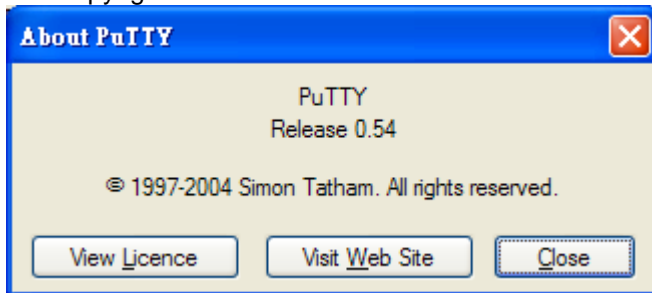 About PuTTY
PuTTY
Release 0.54
© 1997-2004 Simon Tatham. All rights reserved.
View Licence
Visit Web Site
Close